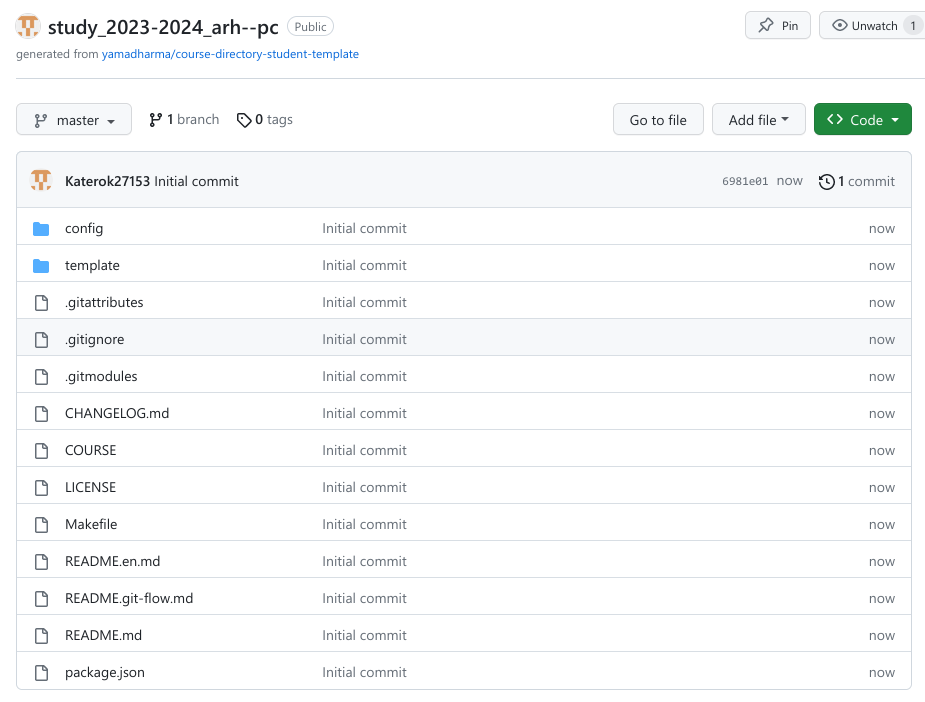 study_2023-2024_arh--pc Public Pin Unwatch 1
generated from yamadharma/course-directory-student-template
master 1 branch 0 tags Go to file Add file Code
Katerok27153 Initial commit 6981e01 now 1 commit
config Initial commit now
template Initial commit now
.gitattributes Initial commit now
.gitignore Initial commit now
.gitmodules Initial commit now
CHANGELOG.md Initial commit now
COURSE Initial commit now
LICENSE Initial commit now
Makefile Initial commit now
README.en.md Initial commit now
README.git-flow.md Initial commit now
README.md Initial commit now
package.json Initial commit now